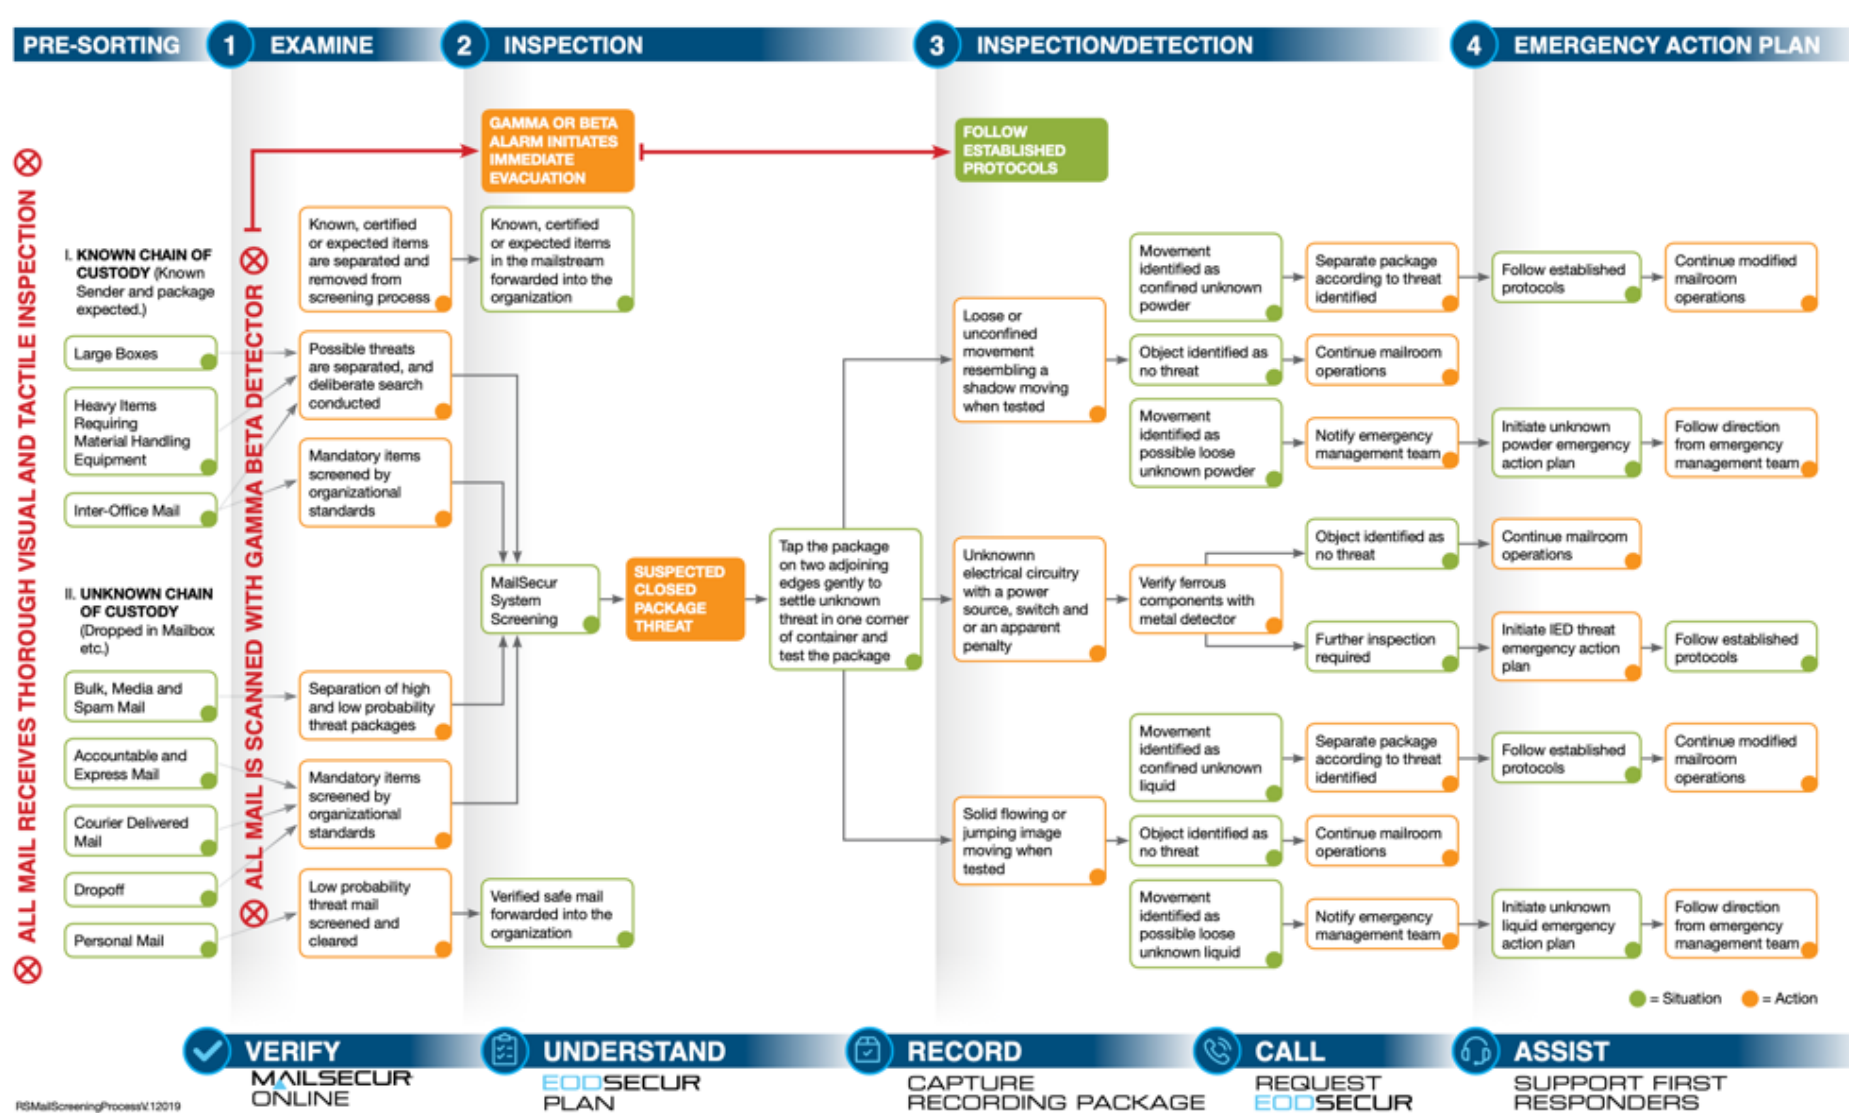 PRE-SORTING
1 EXAMINE
2 INSPECTION
3 INSPECTION/DETECTION
4 EMERGENCY ACTION PLAN
ALL MAIL RECEIVES THOROUGH VISUAL AND TACTILE INSPECTION
I. KNOWN CHAIN OF
CUSTODY (Known
Sender and package
expected.)
Large Boxes
Heavy Items
Requiring
Material Handling
Equipment
Inter-Office Mail
II. UNKNOWN CHAIN
OF CUSTODY
(Dropped in Mailbox
etc.)
Bulk, Media and
Spam Mail
Accountable and
Express Mail
Courier Delivered
Mail
Dropoff
Personal Mail
ALL MAIL IS SCANNED WITH GAMMA BETA DETECTOR
Known, certified
or expected items
are separated and
removed from
screening process
Possible threats
are separated, and
deliberate search
conducted
Mandatory items
screened by
organizational
standards
Separation of high
and low probability
threat packages
Mandatory items
screened by
organizational
standards
Low probability
threat mail
screened and
cleared
GAMMA OR BETA
ALARM INITIATES
IMMEDIATE
EVACUATION
Known, certified
or expected items
in the mailstream
forwarded into the
organization
MailSecur
System
Screening
Verified safe mail
forwarded into the
organization
SUSPECTED
CLOSED
PACKAGE
THREAT
Tap the package
on two adjoining
edges gently to
settle unknown
threat in one corner
of container and
test the package
FOLLOW
ESTABLISHED
PROTOCOLS
Loose or
unconfined
movement
resembling a
shadow moving
when tested
Movement
identified as
confined unknown
powder
Separate package
according to threat
identified
Follow established
protocols
Continue modified
mailroom
operations
Object identified as
no threat
Continue mailroom
operations
Movement
identified as
possible loose
unknown powder
Notify emergency
management team
Initiate unknown
powder emergency
action plan
Follow direction
from emergency
management team
Unknownn
electrical circuitry
with a power
source, switch and
or an apparent
penalty
Verify ferrous
components with
metal detector
Object identified as
no threat
Continue mailroom
operations
Further inspection
required
Initiate IED threat
emergency action
plan
Follow established
protocols
Solid flowing or
jumping image
moving when
tested
Movement
identified as
confined unknown
liquid
Separate package
according to threat
identified
Follow established
protocols
Continue modified
mailroom
operations
Object identified as
no threat
Continue mailroom
operations
Movement
identified as
possible loose
unknown liquid
Notify emergency
management team
Initiate unknown
liquid emergency
action plan
Follow direction
from emergency
management team
= Situation
= Action
VERIFY
MAILSECUR
ONLINE
UNDERSTAND
EODSECUR
PLAN
RECORD
CAPTURE
RECORDING PACKAGE
CALL
REQUEST
EODSECUR
ASSIST
SUPPORT FIRST
RESPONDERS
RSMailScreeningProcessV.12019